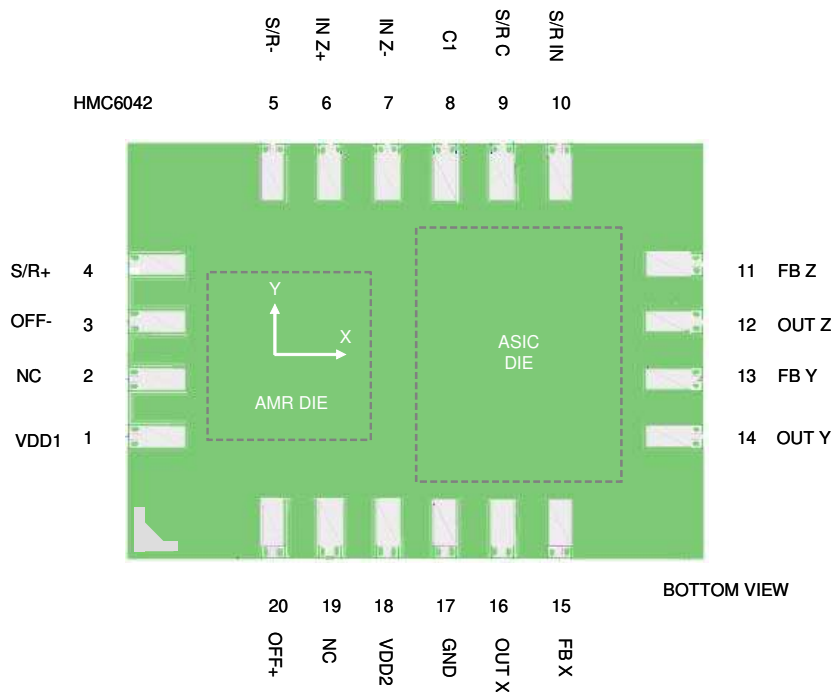 S/R- IN Z+ IN Z- C1 S/R C S/R IN
HMC6042 5 6 7 8 9 10
S/R+ 4
OFF- 3
NC 2
VDD1 1
Y
X
AMR DIE
ASIC
DIE
11 FB Z
12 OUT Z
13 FB Y
14 OUT Y
BOTTOM VIEW
20 19 18 17 16 15
OFF+ NC VDD2 GND OUT X FB X